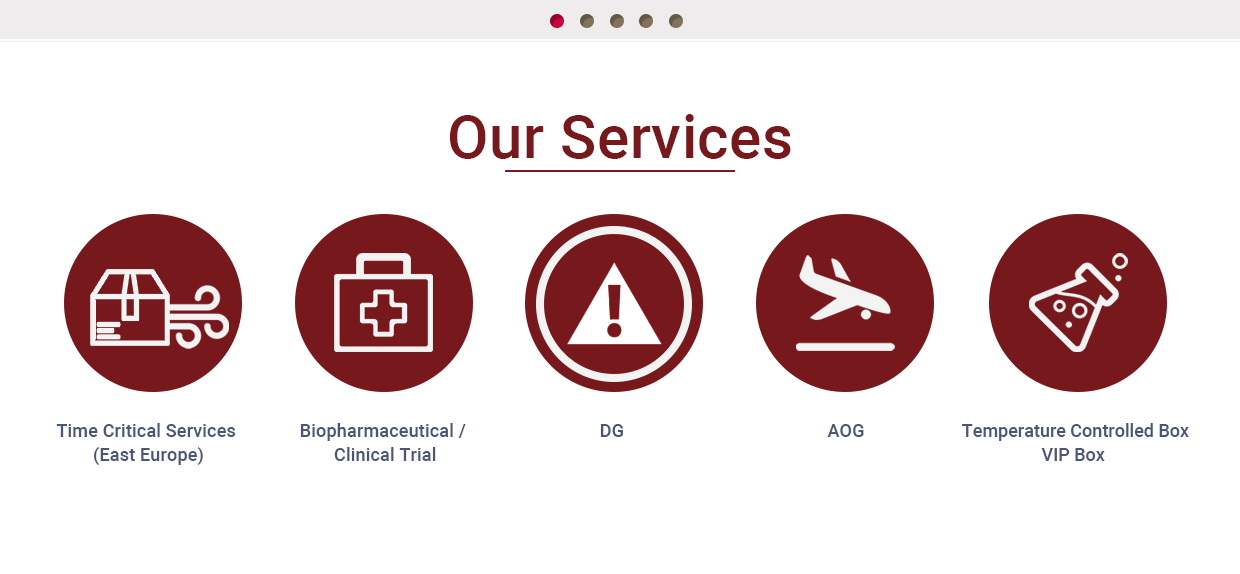 Our Services
Time Critical Services
(East Europe)
Biopharmaceutical /
Clinical Trial
DG
AOG
Temperature Controlled Box
VIP Box